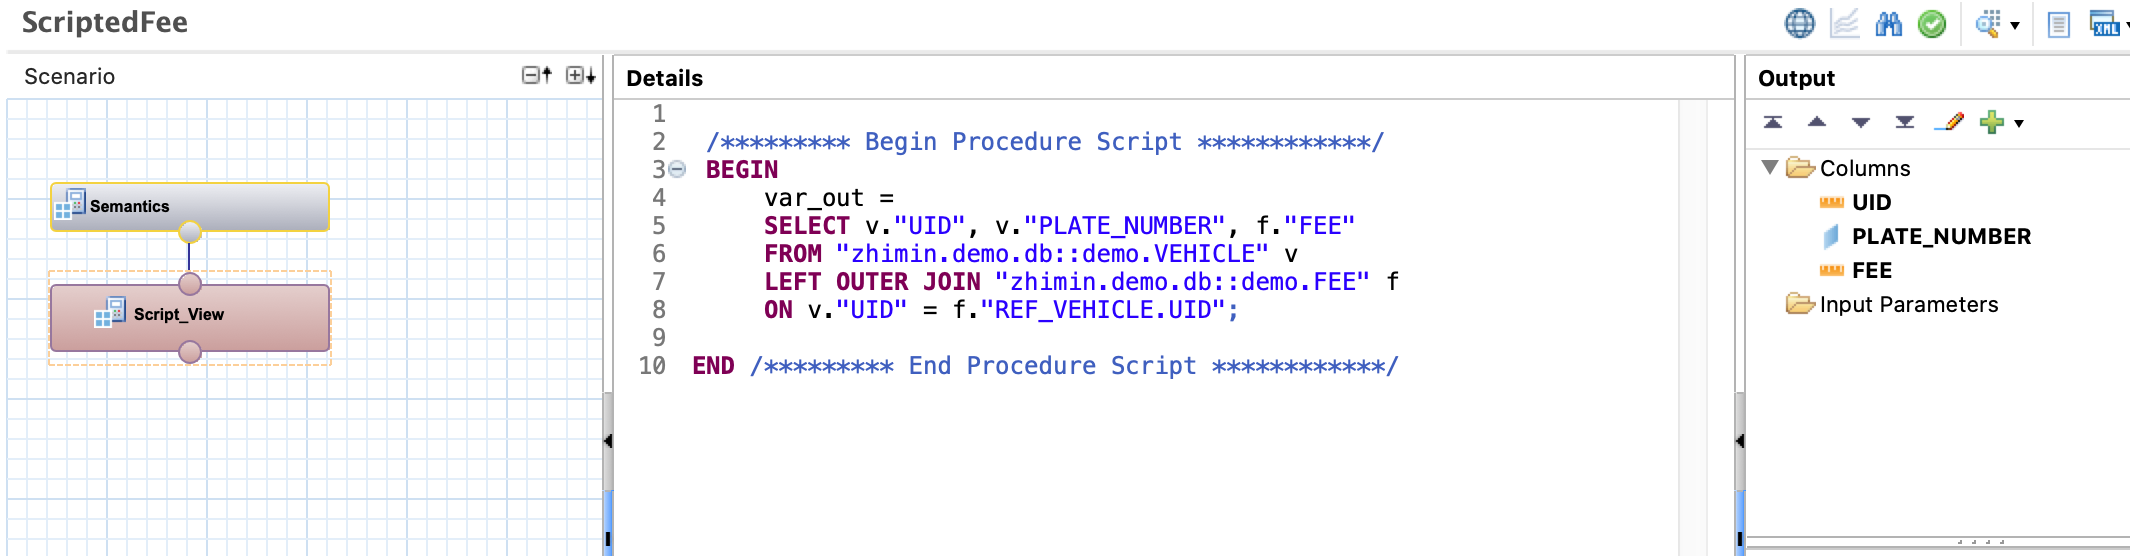 ScriptedFee
XML
Scenario
Semantics
Script_View
Details
1
2 /********* Begin Procedure Script ************/
3 BEGIN
4 var_out =
5 SELECT v."UID", v."PLATE_NUMBER", f."FEE"
6 FROM "zhimin.demo.db::demo.VEHICLE" v
7 LEFT OUTER JOIN "zhimin.demo.db::demo.FEE" f
8 ON v."UID" = f."REF_VEHICLE.UID";
9
10 END /********* End Procedure Script ************/
Output
Columns
UID
PLATE_NUMBER
FEE
Input Parameters